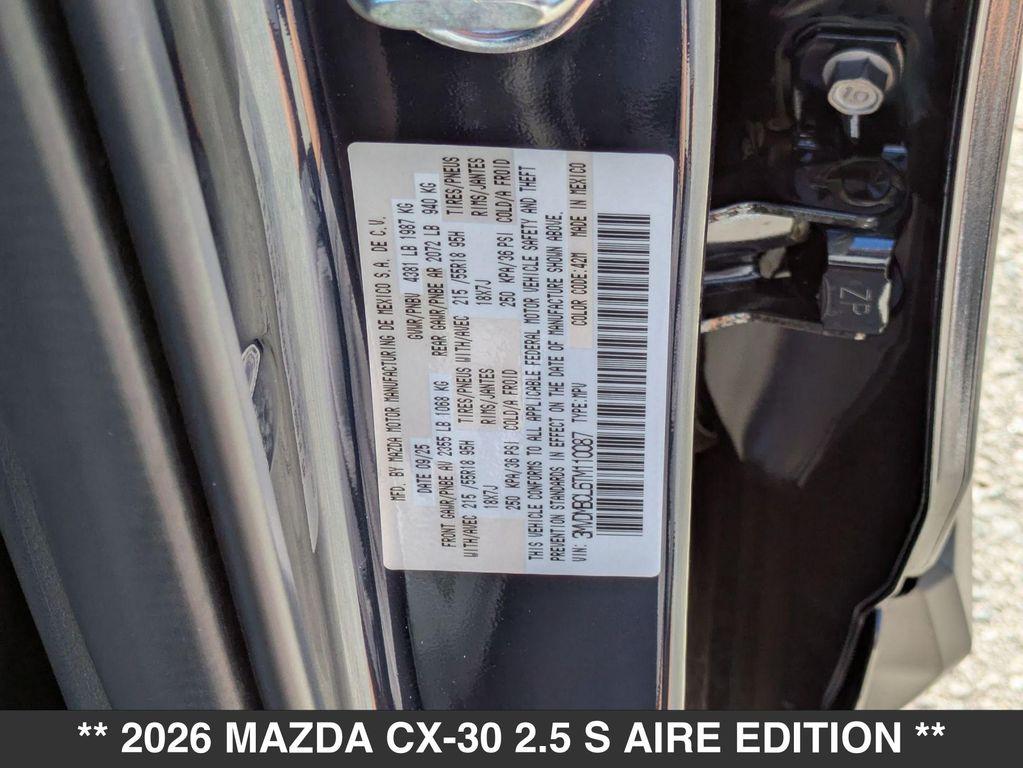 MFD. BY MAZDA MOTOR MANUFACTURING DE MEXICO S.A. DE C.V.
DATE 09/25 GVWR/PNBV 4381 LB 1987 KG
FRONT GAWR/PNBE AV 2355 LB 1068 KG REAR GAWR/PNBE AR 2072 LB 940 KG
WITH/AVEC 215 /55R18 95H TIRES/PNEUS WITH/AVEC 215 /55R18 95H TIRES/PNEUS
18X7J RIMS/JANTES 18X7J RIMS/JANTES
250 KPA/36 PSI COLD/A FROID 250 KPA/36 PSI COLD/A FROID
THIS VEHICLE CONFORMS TO ALL APPLICABLE FEDERAL MOTOR VEHICLE SAFETY AND THEFT
PREVENTION STANDARDS IN EFFECT ON THE DATE OF MANUFACTURE SHOWN ABOVE.
VIN: 3MVDMBCL6TM110087 TYPE:MPV COLOR CODE:42M MADE IN MEXICO
10
ZP
** 2026 MAZDA CX-30 2.5 S AIRE EDITION **